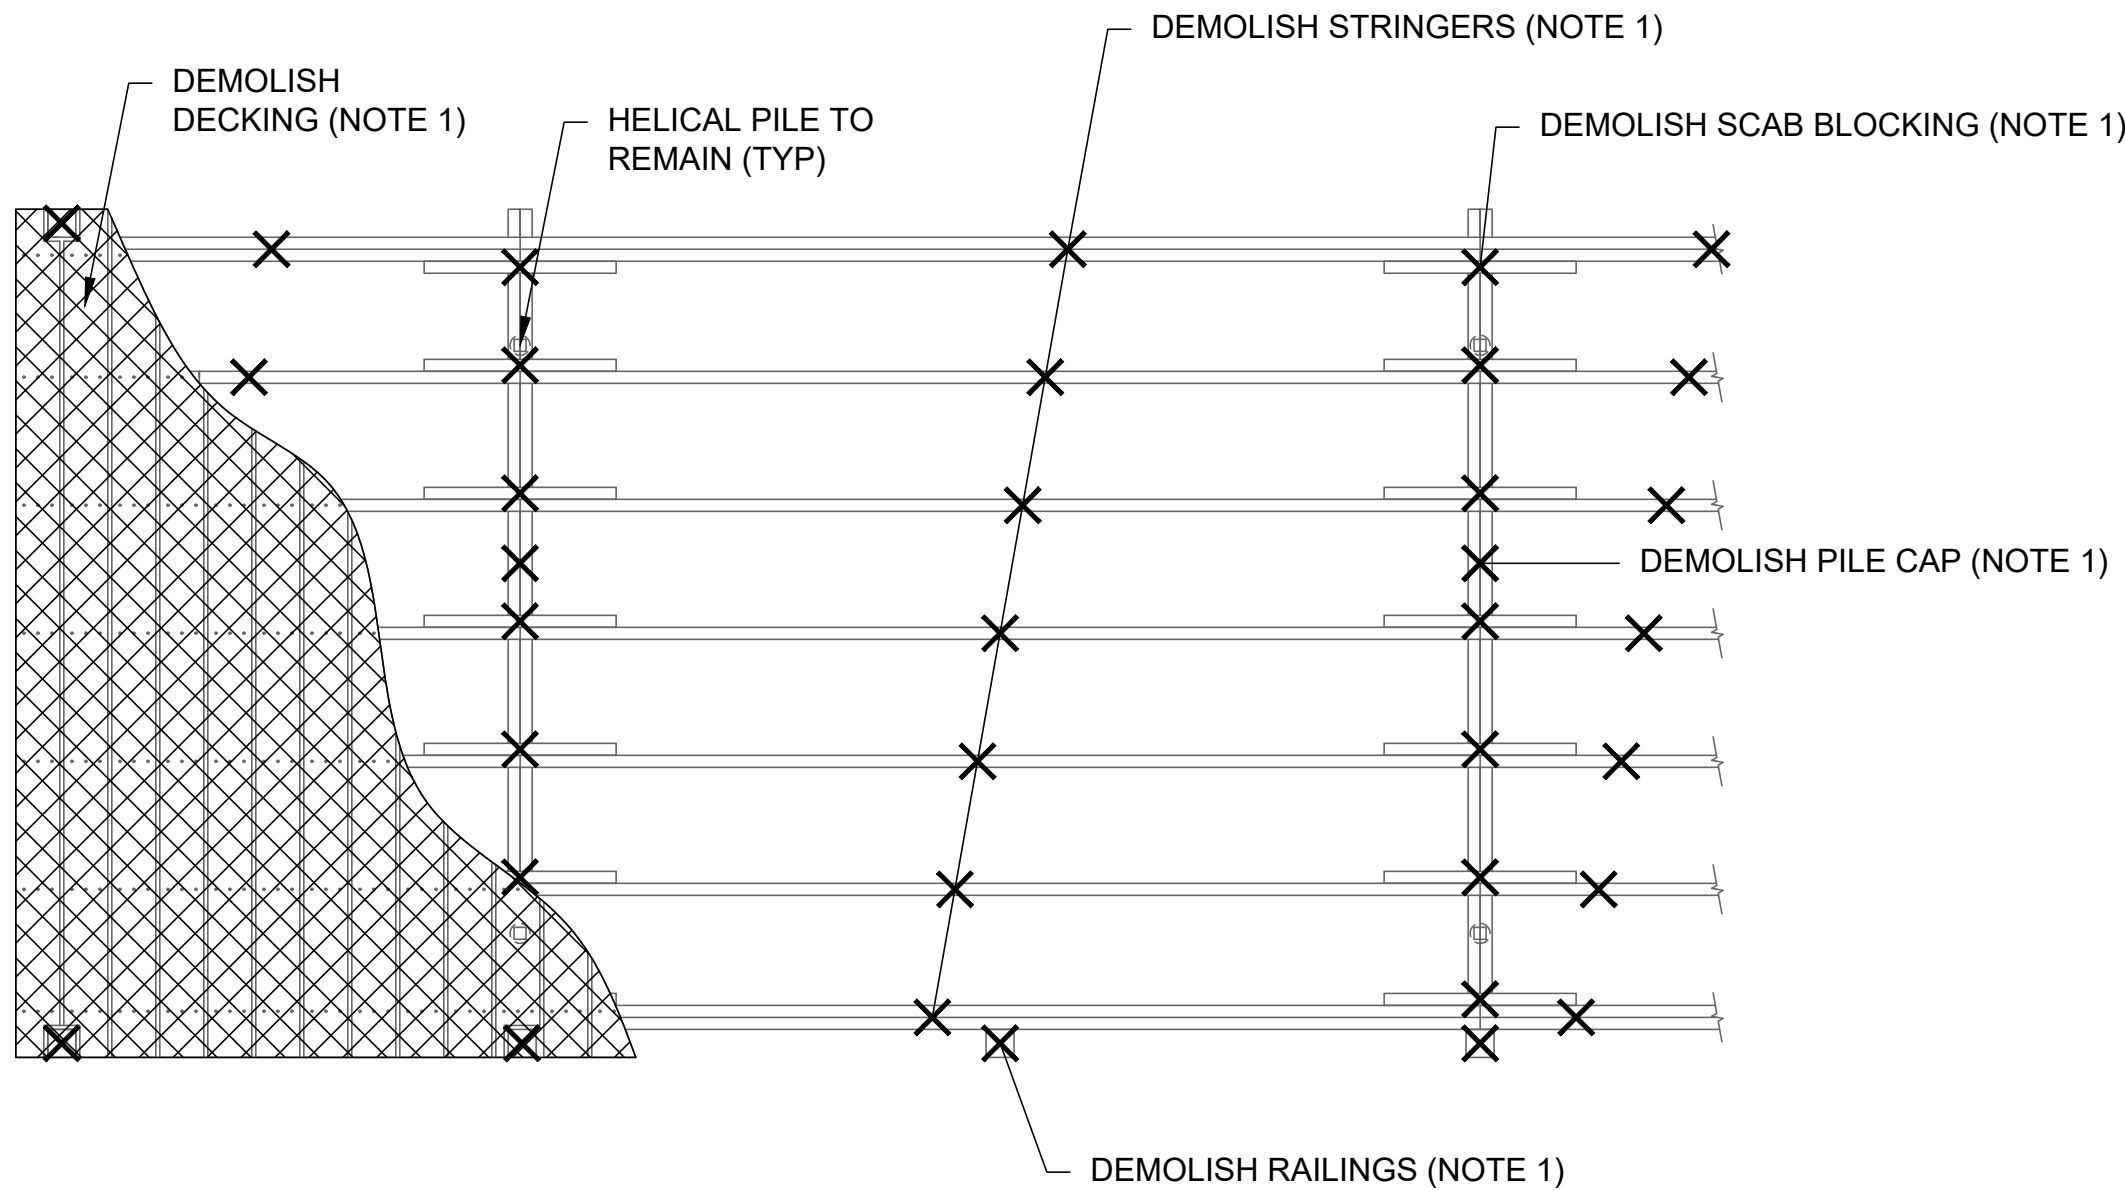 DEMOLISH STRINGERS (NOTE 1)
DEMOLISH
DECKING (NOTE 1)
HELICAL PILE TO
REMAIN (TYP)
DEMOLISH SCAB BLOCKING (NOTE 1)
DEMOLISH PILE CAP (NOTE 1)
DEMOLISH RAILINGS (NOTE 1)